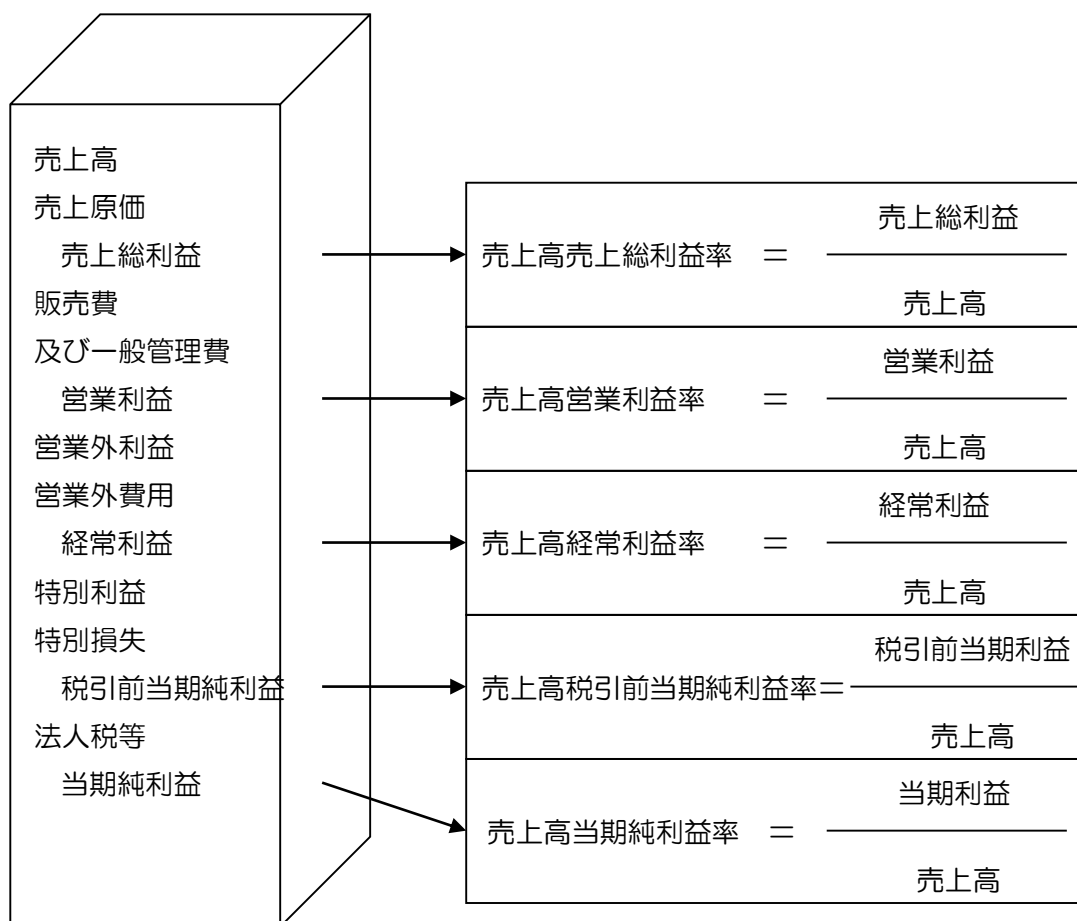 売上高
売上原価
売上総利益
販売費
及び一般管理費
営業利益
営業外利益
営業外費用
経常利益
特別利益
特別損失
税引前当期純利益
法人税等
当期純利益
売上総利益
売上高売上総利益率 ＝
売上高
営業利益
売上高営業利益率 ＝
売上高
経常利益
売上高経常利益率 ＝
売上高
税引前当期利益
売上高税引前当期純利益率＝
売上高
当期利益
売上高当期純利益率 ＝
売上高